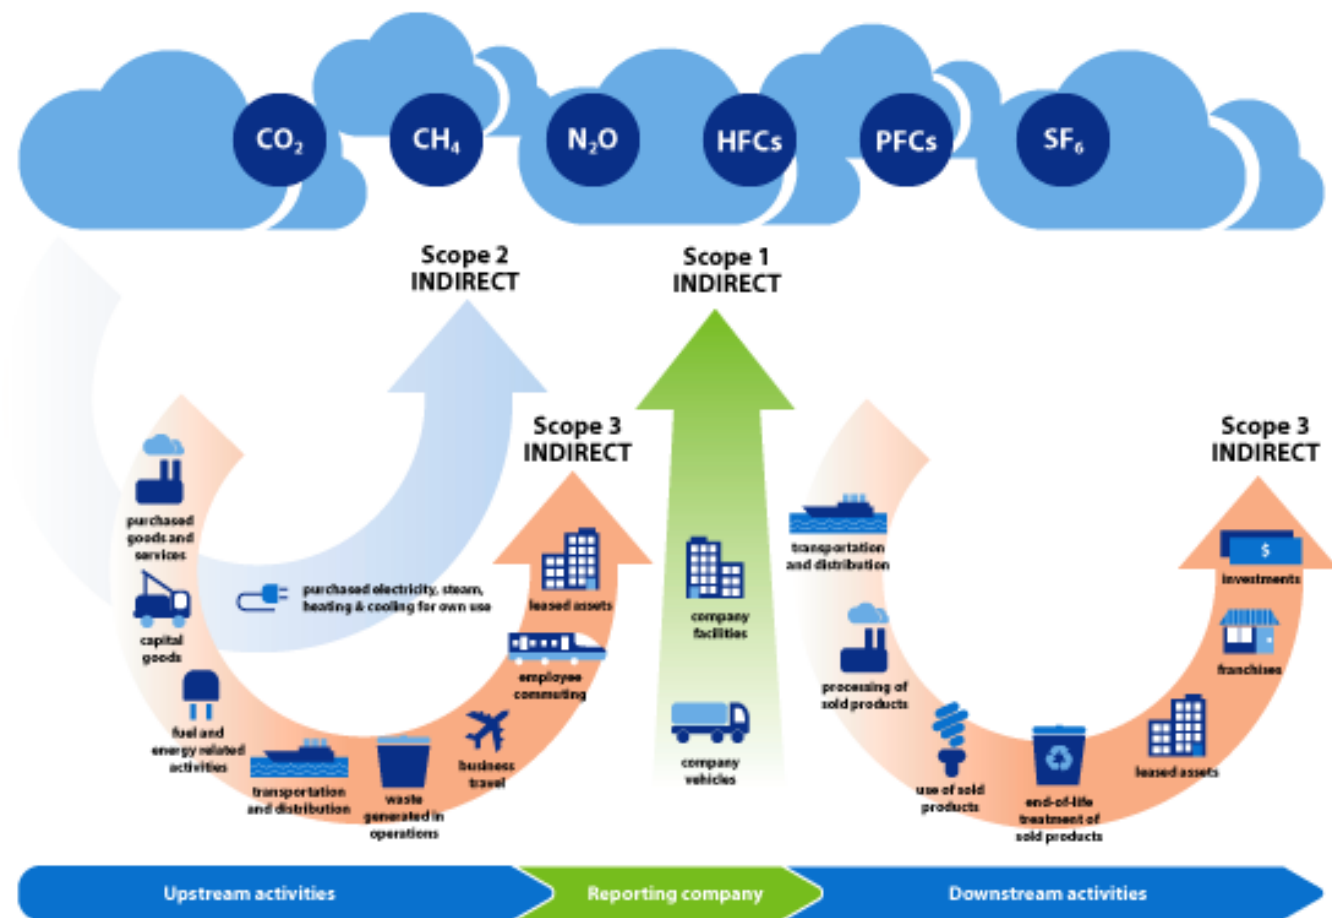 CO₂
CH₄
N₂O
HFCs
PFCs
SF₆
Scope 2
INDIRECT
Scope 1
INDIRECT
Scope 3
INDIRECT
Scope 3
INDIRECT
purchased
goods and
services
capital
goods
fuel and
energy related
activities
transportation
and distribution
waste
generated in
operations
business
travel
employee
commuting
leased assets
purchased electricity, steam,
heating & cooling for own use
company
facilities
company
vehicles
transportation
and distribution
processing of
sold products
use of sold
products
end-of-life
treatment of
sold products
leased assets
franchises
$
investments
Upstream activities
Reporting company
Downstream activities